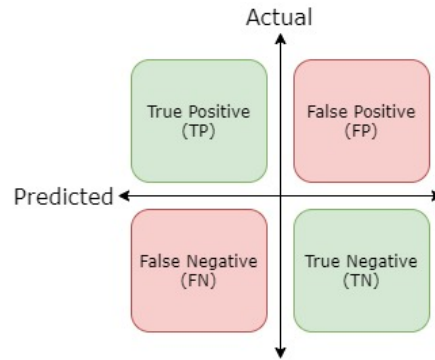 Actual
True Positive
(TP)
False Positive
(FP)
Predicted
False Negative
(FN)
True Negative
(TN)